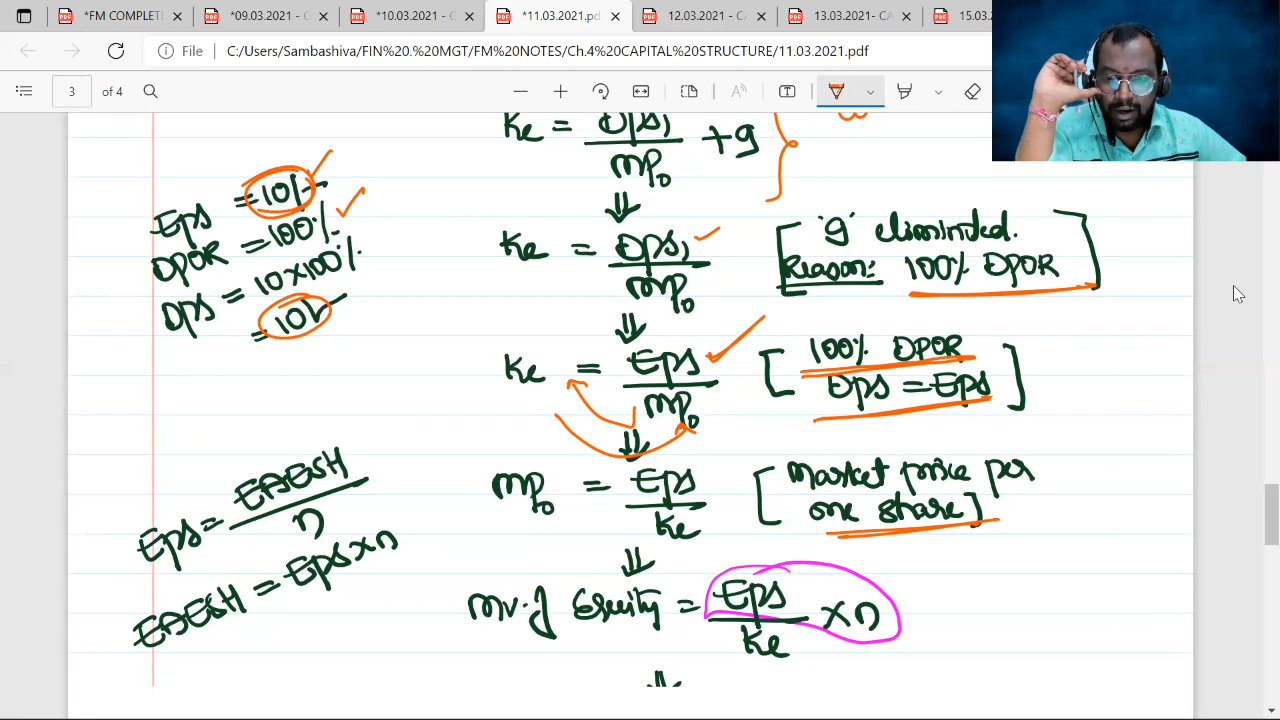 *FM COMPLETE
*09.03.2021 - C
*10.03.2021 - CA
*11.03.2021.pdf
12.03.2021 - CA
13.03.2021- CA
15.03
File
C:/Users/Sambashiva/FIN%20.%20MGT/FM%20NOTES/Ch.4%20CAPITAL%20STRUCTURE/11.03.2021.pdf
3 of 4
Ke = DPS1 / MP0 + g
EPS = 10/-
DPOR = 100%
DPS = 10×100%
= 10/-
Ke = DPS1 / MP0
['g' eliminated.
Reason: 100% DPOR]
Ke = EPS / MP0
[100% DPOR
DPS = EPS]
MP0 = EPS / Ke
[Market price per
one share]
EPS = EAESH / n
EAESH = EPS × n
MV.of Equity = EPS / Ke × n